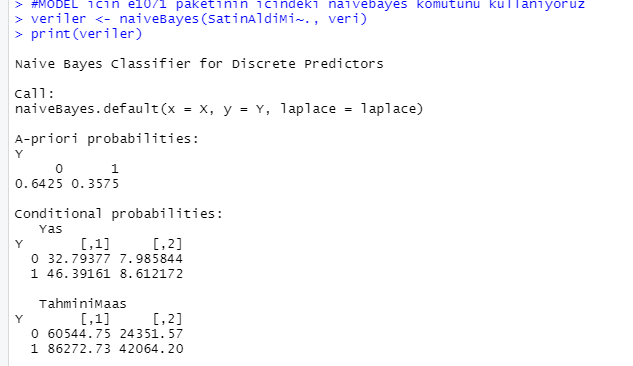 > #MODEL için e1071 paketinin içindeki naivebayes komutunu kullanıyoruz
> veriler <- naiveBayes(SatinAldiMi~., veri)
> print(veriler)
Naive Bayes Classifier for Discrete Predictors
Call:
naiveBayes.default(x = X, y = Y, laplace = laplace)
A-priori probabilities:
Y
0 1
0.6425 0.3575
Conditional probabilities:
Yas
Y [,1] [,2]
0 32.79377 7.985844
1 46.39161 8.612172
TahminiMaas
Y [,1] [,2]
0 60544.75 24351.57
1 86272.73 42064.20